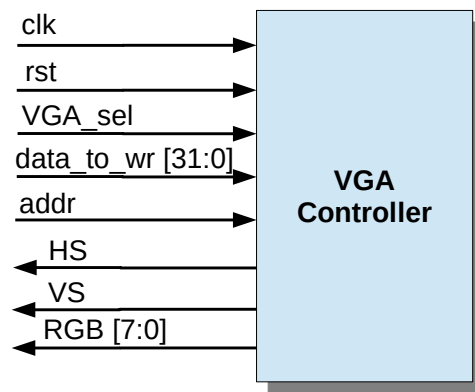 clk
rst
VGA_sel
data_to_wr [31:0]
addr
HS
VS
RGB [7:0]
VGA
Controller